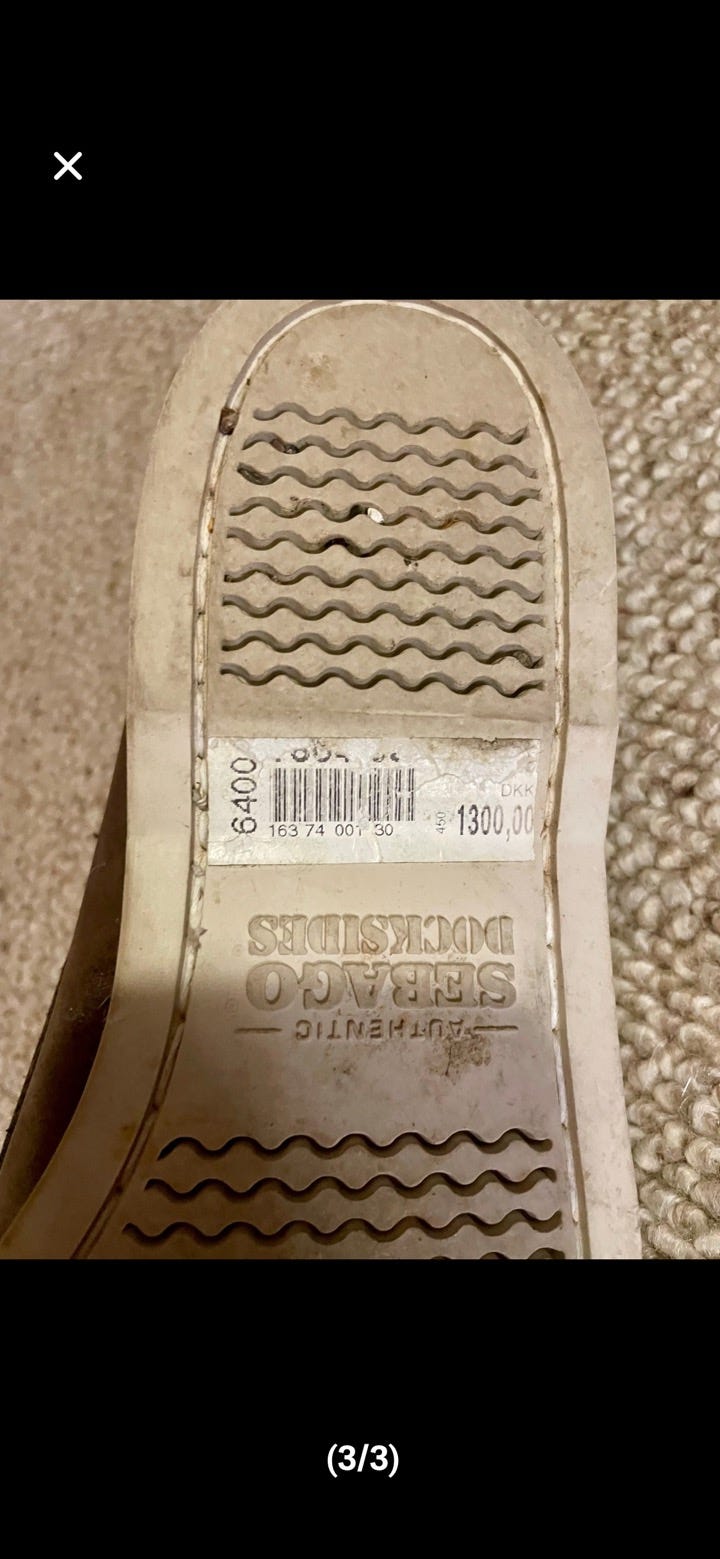 6400
163 74 001 30
450
DKK
1300,00
AUTHENTIC
SEBAGO
DOCKSIDES
(3/3)